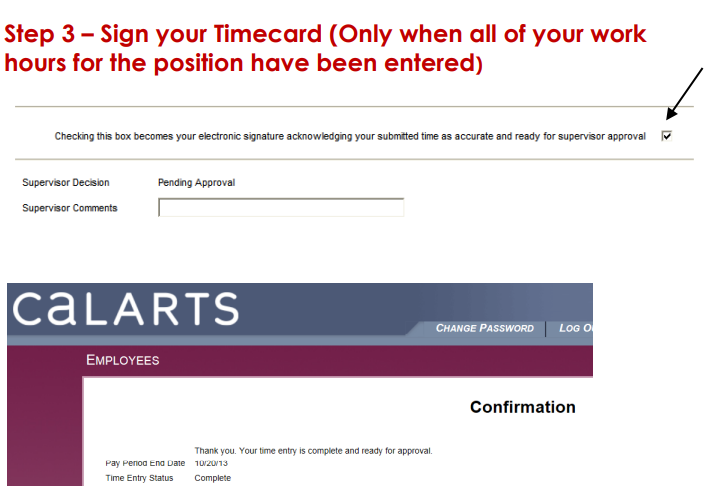 Step 3 – Sign your Timecard (Only when all of your work
hours for the position have been entered)
Checking this box becomes your electronic signature acknowledging your submitted time as accurate and ready for supervisor approval
Supervisor Decision Pending Approval
Supervisor Comments
CalARTS
CHANGE PASSWORD LOG OU
EMPLOYEES
Confirmation
Thank you. Your time entry is complete and ready for approval.
Pay Period End Date 10/20/13
Time Entry Status Complete